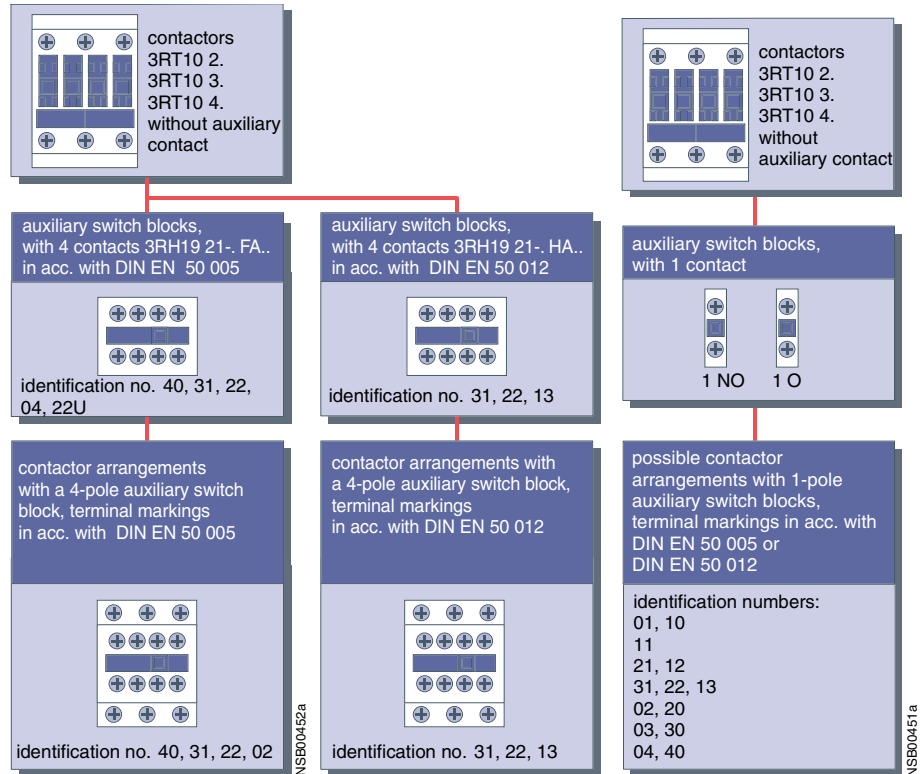 contactors
3RT10 2.
3RT10 3.
3RT10 4.
without auxiliary
contact
auxiliary switch blocks,
with 4 contacts 3RH19 21-. FA..
in acc. with DIN EN 50 005
identification no. 40, 31, 22,
04, 22U
contactor arrangements
with a 4-pole auxiliary switch
block, terminal markings
in acc. with DIN EN 50 005
identification no. 40, 31, 22, 02
auxiliary switch blocks,
with 4 contacts 3RH19 21-. HA..
in acc. with DIN EN 50 012
identification no. 31, 22, 13
contactor arrangements with
a 4-pole auxiliary switch block,
terminal markings
in acc. with DIN EN 50 012
identification no. 31, 22, 13
NSB00452a
contactors
3RT10 2.
3RT10 3.
3RT10 4.
without
auxiliary contact
auxiliary switch blocks,
with 1 contact
1 NO 1 O
possible contactor
arrangements with 1-pole
auxiliary switch blocks,
terminal markings in acc. with
DIN EN 50 005 or
DIN EN 50 012
identification numbers:
01, 10
11
21, 12
31, 22, 13
02, 20
03, 30
04, 40
NSB00451a